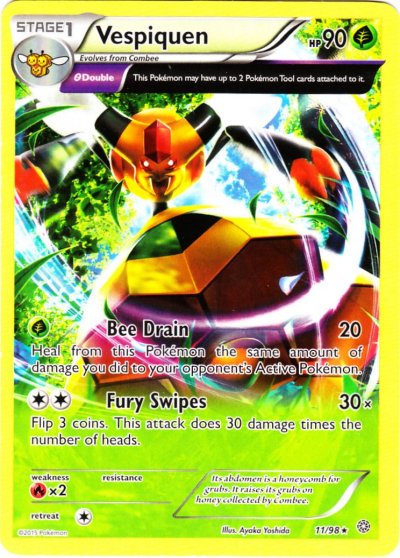 STAGE1
Vespiquen
HP 90
Evolves from Combee
θ Double
This Pokémon may have up to 2 Pokémon Tool cards attached to it.
Bee Drain 20
Heal from this Pokémon the same amount of
damage you did to your opponent's Active Pokémon.
Fury Swipes 30×
Flip 3 coins. This attack does 30 damage times the
number of heads.
weakness
resistance
×2
Its abdomen is a honeycomb for
grubs. It raises its grubs on
honey collected by Combee.
retreat
©2015 Pokémon
Illus. Ayaka Yoshida
11/98 ★